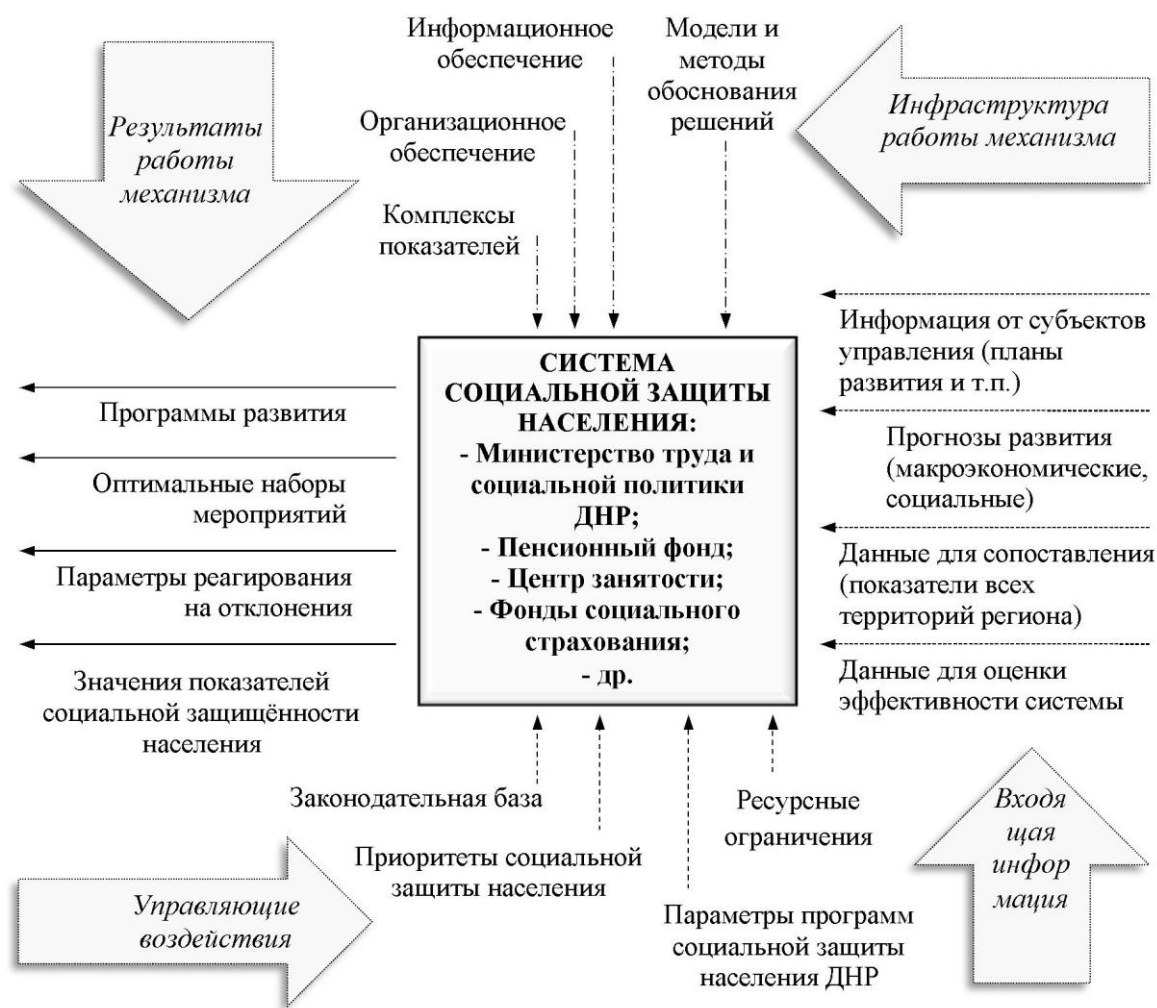 Результаты
работы
механизма
Информационное
обеспечение
Организационное
обеспечение
Комплексы
показателей
Модели и
методы
обоснования
решений
Инфраструктура
работы механизма
Программы развития
Оптимальные наборы
мероприятий
Параметры реагирования
на отклонения
Значения показателей
социальной защищённости
населения
СИСТЕМА
СОЦИАЛЬНОЙ ЗАЩИТЫ
НАСЕЛЕНИЯ:
- Министерство труда и
социальной политики
ДНР;
- Пенсионный фонд;
- Центр занятости;
- Фонды социального
страхования;
- др.
Информация от субъектов
управления (планы
развития и т.п.)
Прогнозы развития
(макроэкономические,
социальные)
Данные для сопоставления
(показатели всех
территорий региона)
Данные для оценки
эффективности системы
Управляющие
воздействия
Законодательная база
Приоритеты социальной
защиты населения
Параметры программ
социальной защиты
населения ДНР
Ресурсные
ограничения
Входя
щая
инфор
мация